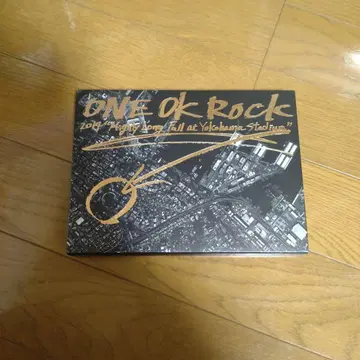 ONE OK ROCK
2014 "Mighty Long Fall at Yokohama Stadium"